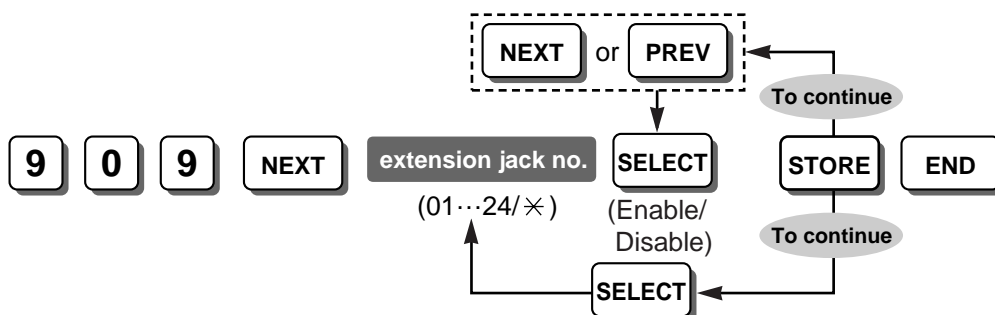 NEXT or PREV
To continue
9 0 9 NEXT extension jack no. SELECT STORE END
(01···24/✳)
(Enable/
Disable)
To continue
SELECT